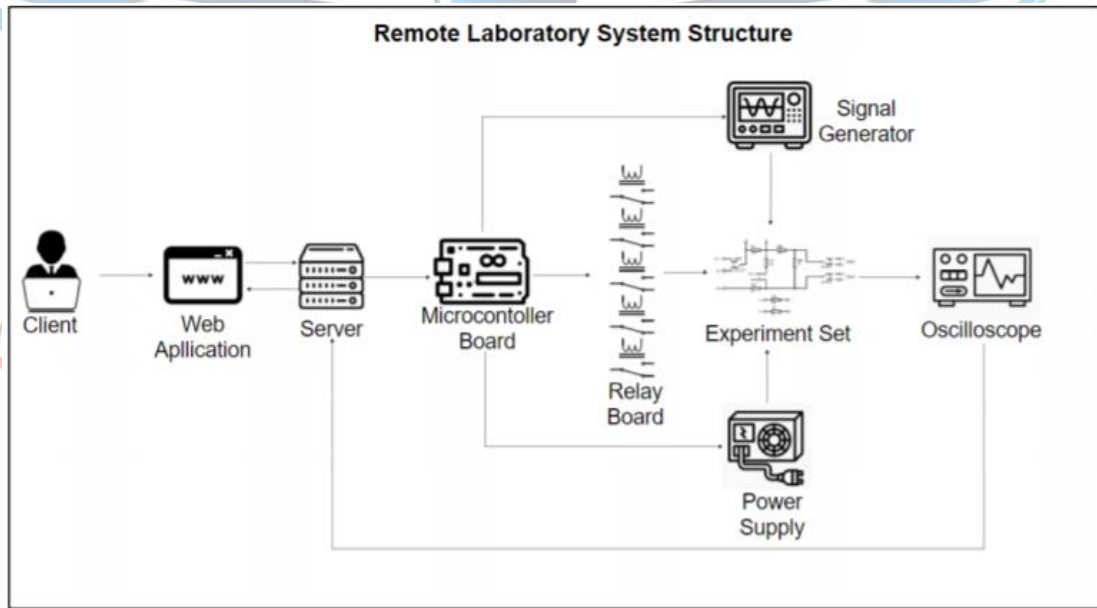 Remote Laboratory System Structure
Signal
Generator
www
Client
Web
Apllication
Server
Microcontoller
Board
Relay
Board
Experiment Set
Oscilloscope
Power
Supply